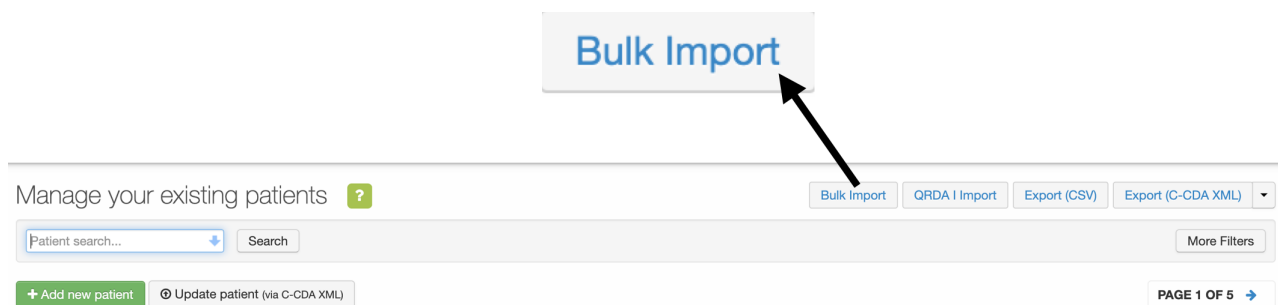 Bulk Import
Manage your existing patients ?
Bulk Import QRDA I Import Export (CSV) Export (C-CDA XML)
Patient search... Search More Filters
+ Add new patient Update patient (via C-CDA XML) PAGE 1 OF 5